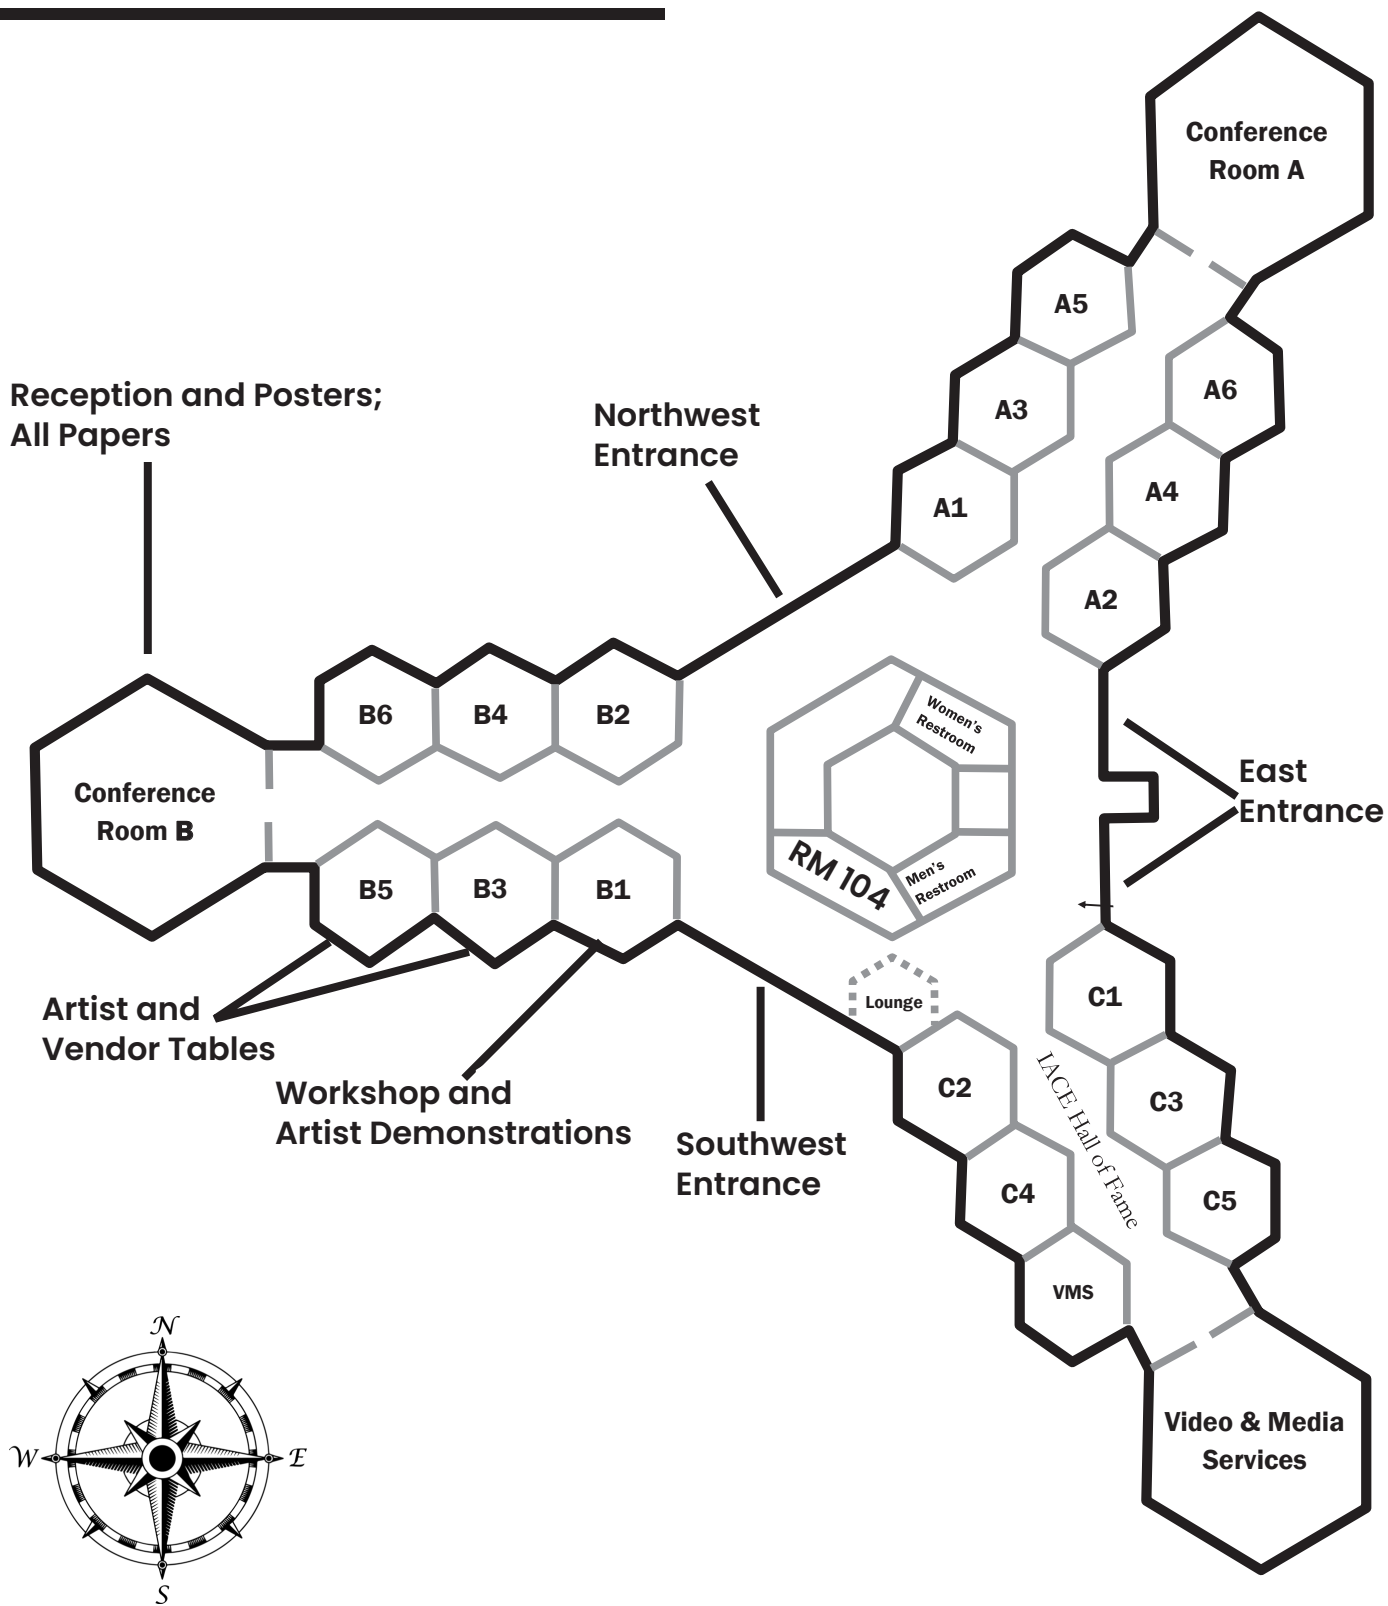 Conference
Room A
A5
A6
Reception and Posters;
All Papers
Northwest
Entrance
A3
A4
A1
A2
B6
B4
B2
Women's
Restroom
East
Entrance
Conference
Room B
RM 104
Men's
Restroom
B5
B3
B1
Lounge
C1
Artist and
Vendor Tables
Workshop and
Artist Demonstrations
Southwest
Entrance
C2
IACE Hall of Fame
C3
C4
C5
VMS
Video & Media
Services
N
W
E
S